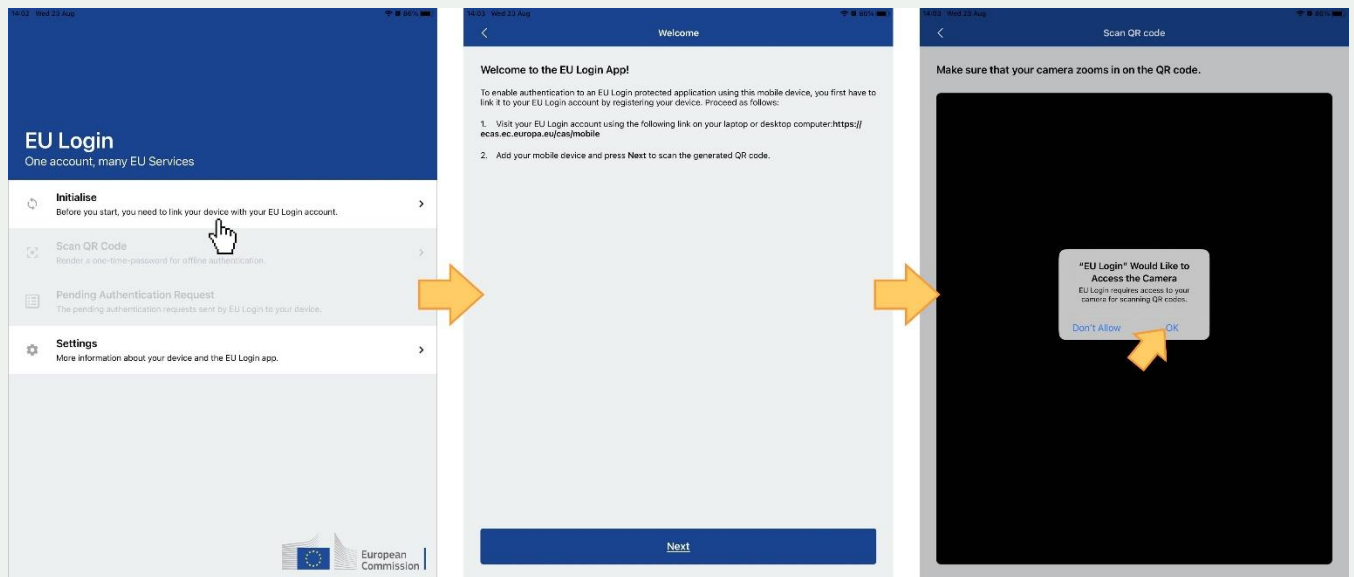 14:02 Wed 23 Aug
EU Login
One account, many EU Services
Initialise
Before you start, you need to link your device with your EU Login account.
Scan QR Code
Render a one-time-password for offline authentication.
Pending Authentication Request
The pending authentication requests sent by EU Login to your device.
Settings
More information about your device and the EU Login app.
European
Commission
14:03 Wed 23 Aug
Welcome
Welcome to the EU Login App!
To enable authentication to an EU Login protected application using this mobile device, you first have to
link it to your EU Login account by registering your device. Proceed as follows:
1. Visit your EU Login account using the following link on your laptop or desktop computer:https://
ecas.ec.europa.eu/cas/mobile
2. Add your mobile device and press Next to scan the generated QR code.
Next
14:03 Wed 23 Aug
Scan QR code
Make sure that your camera zooms in on the QR code.
"EU Login" Would Like to
Access the Camera
EU Login requires access to your
camera for scanning QR codes.
Don't Allow OK